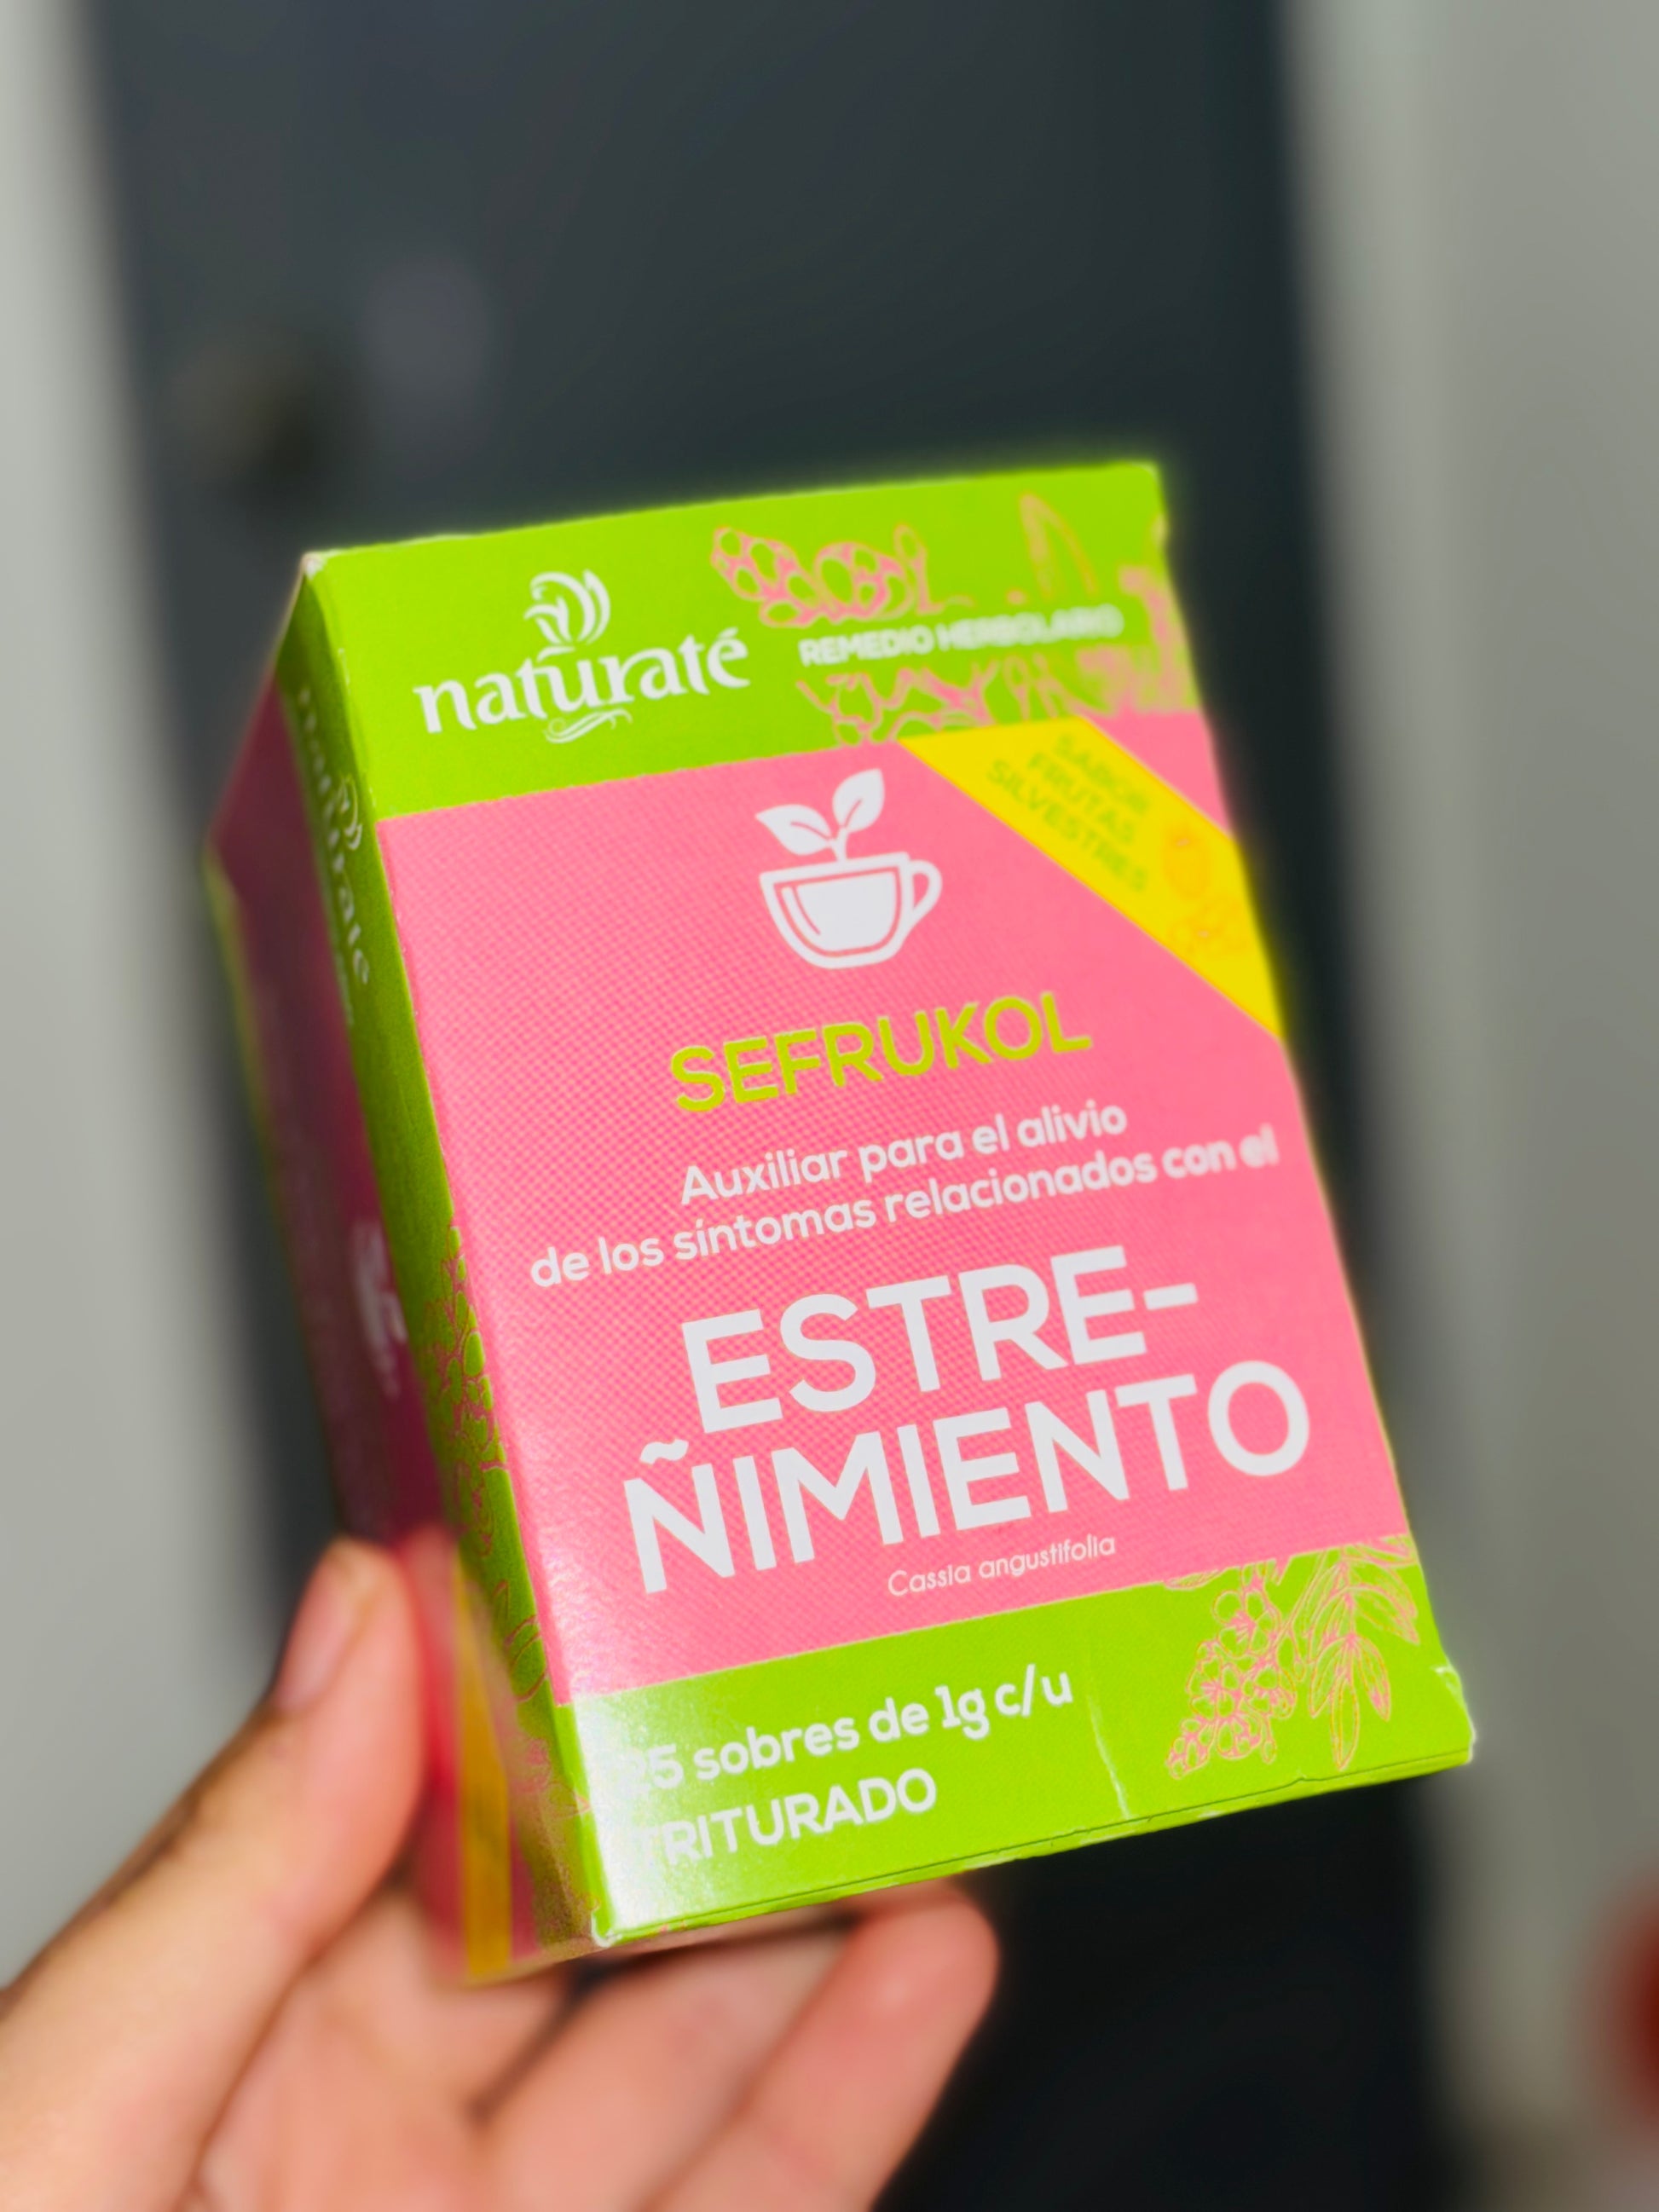 naturaté
REMEDIO HERBOLARIO
SABOR
FRUTAS
SILVESTRES
SEFRUKOL
Auxiliar para el alivio
de los síntomas relacionados con el
ESTRE-
ÑIMIENTO
Cassia angustifolia
25 sobres de 1g c/u
TRITURADO
naturaté